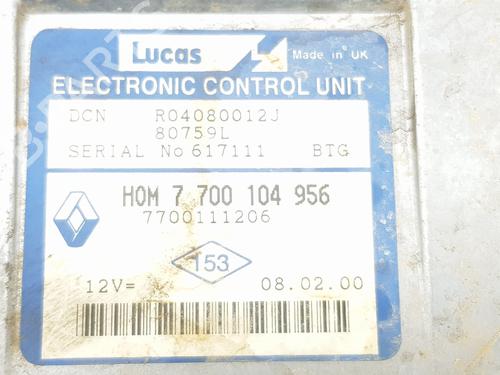 Lucas Made in UK
ELECTRONIC CONTROL UNIT
DCN R04080012J
80759L
SERIAL No 617111 BTG
HOM 7 700 104 956
7700111206
153
12V= 08.02.00